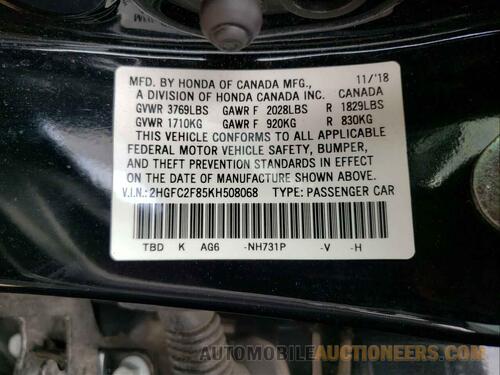 MFD. BY HONDA OF CANADA MFG., 11/'18
A DIVISION OF HONDA CANADA INC. CANADA
GVWR 3769LBS GAWR F 2028LBS R 1829LBS
GVWR 1710KG GAWR F 920KG R 830KG
THIS VEHICLE CONFORMS TO ALL APPLICABLE
FEDERAL MOTOR VEHICLE SAFETY, BUMPER,
AND THEFT PREVENTION STANDARDS IN EFFECT
ON THE DATE OF MANUFACTURE SHOWN ABOVE.
V.I.N.: 2HGFC2F85KH508068 TYPE: PASSENGER CAR
TBD K AG6 -NH731P -V -H
AUTOMOBILEAUCTIONEERS.COM